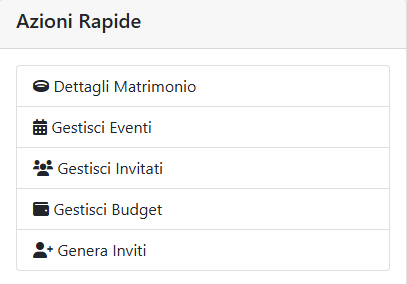 Azioni Rapide
Dettagli Matrimonio
Gestisci Eventi
Gestisci Invitati
Gestisci Budget
Genera Inviti